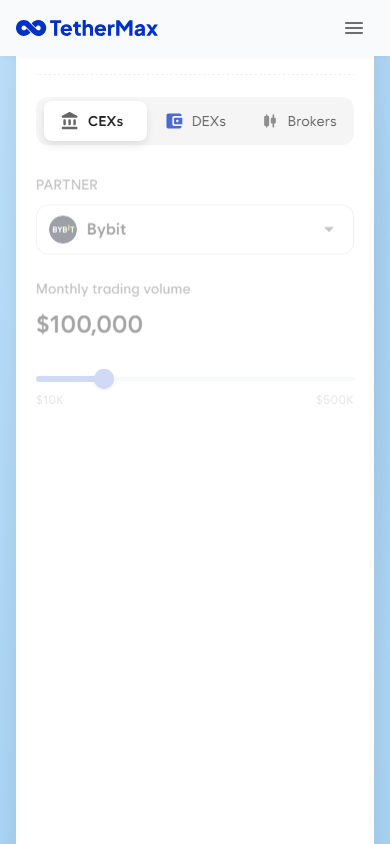 TetherMax
CEXs
DEXs
Brokers
PARTNER
BYBIT
Bybit
Monthly trading volume
$100,000
$10K
$500K